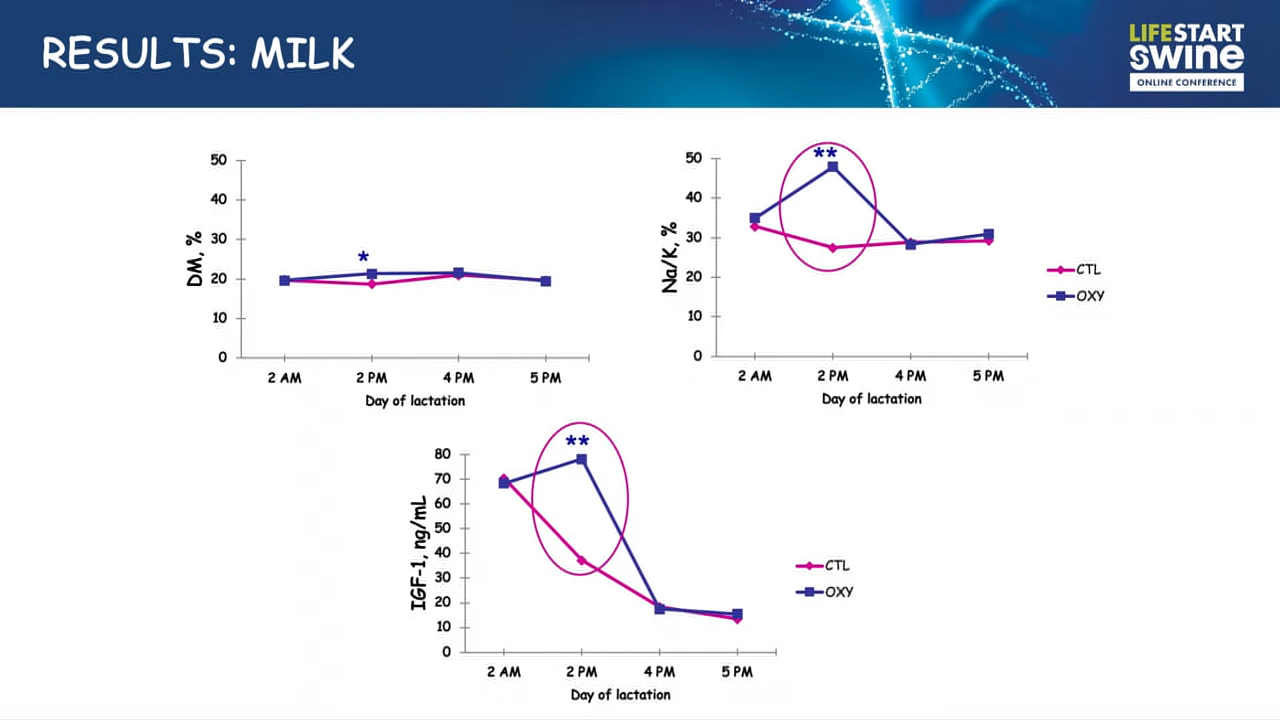 RESULTS: MILK
LIFESTART
swine
ONLINE CONFERENCE
50
40
30
20
10
0
DM, %
*
2 AM 2 PM 4 PM 5 PM
Day of lactation
50
40
30
20
10
0
Na/K, %
**
2 AM 2 PM 4 PM 5 PM
Day of lactation
CTL
OXY
80
70
60
50
40
30
20
10
0
IGF-1, ng/mL
**
2 AM 2 PM 4 PM 5 PM
Day of lactation
CTL
OXY